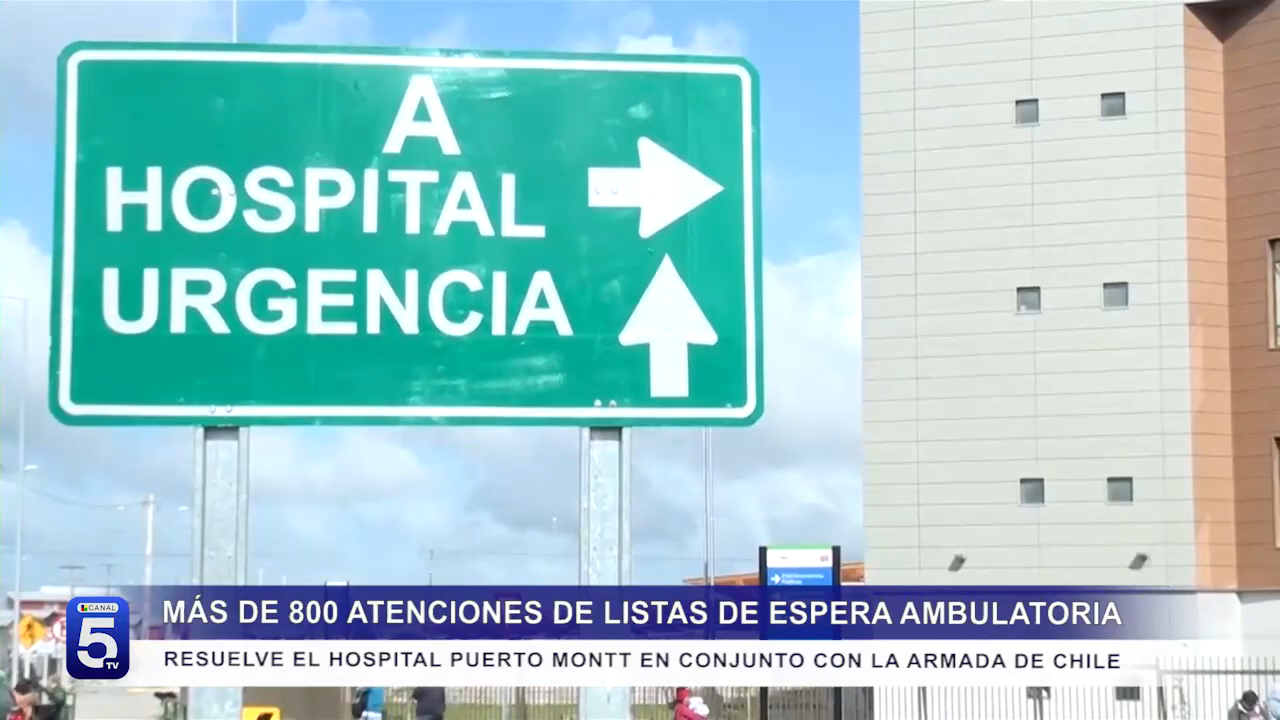 A
HOSPITAL
URGENCIA
CANAL
5
TV
MÁS DE 800 ATENCIONES DE LISTAS DE ESPERA AMBULATORIA
RESUELVE EL HOSPITAL PUERTO MONTT EN CONJUNTO CON LA ARMADA DE CHILE